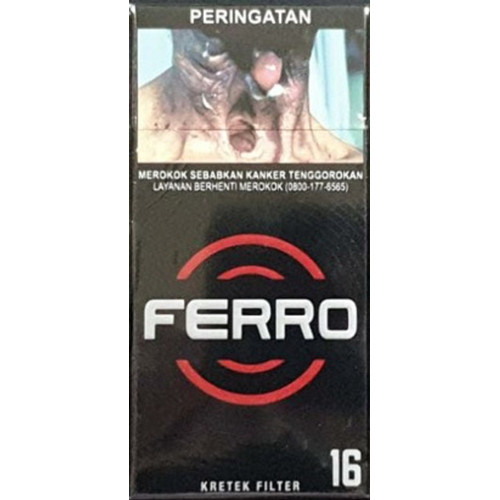 PERINGATAN
MEROKOK SEBABKAN KANKER TENGGOROKAN
LAYANAN BERHENTI MEROKOK (0800-177-6565)
FERRO
16
KRETEK FILTER